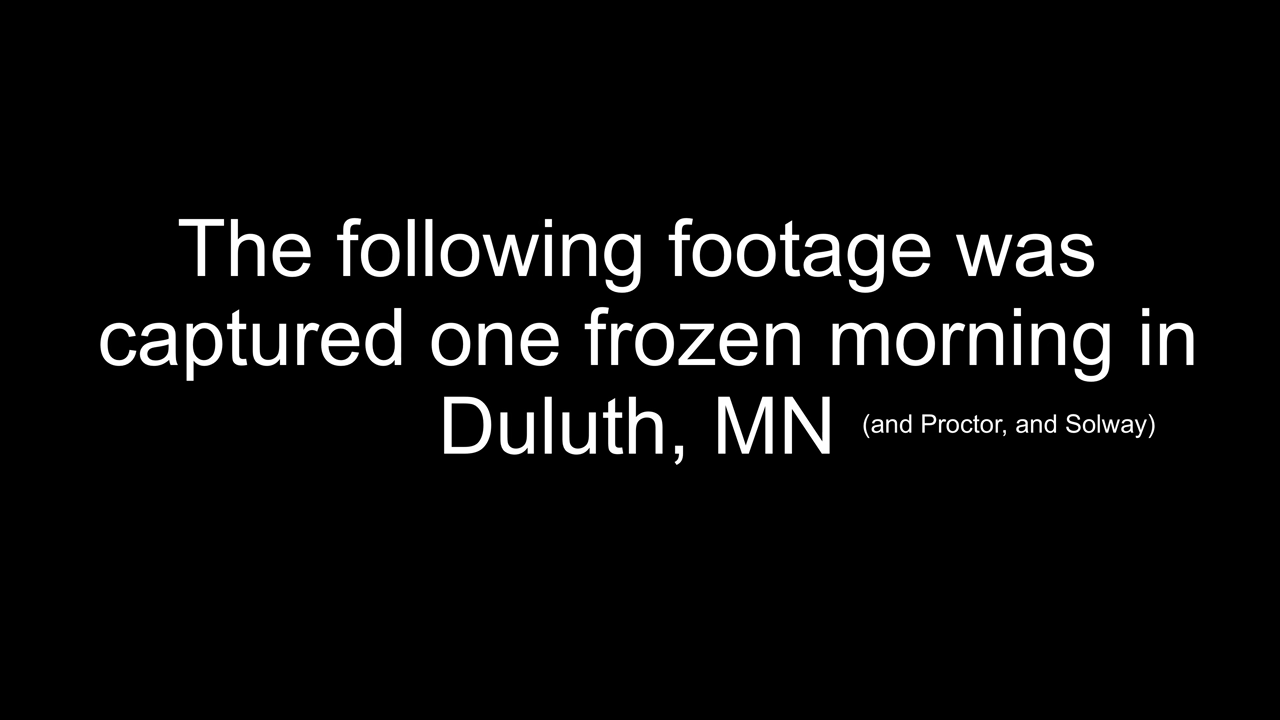 The following footage was
captured one frozen morning in
Duluth, MN (and Proctor, and Solway)